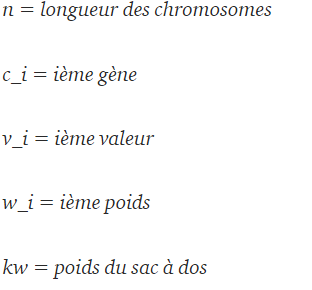 n = longueur des chromosomes
c_i = ième gène
v_i = ième valeur
w_i = ième poids
kw = poids du sac à dos